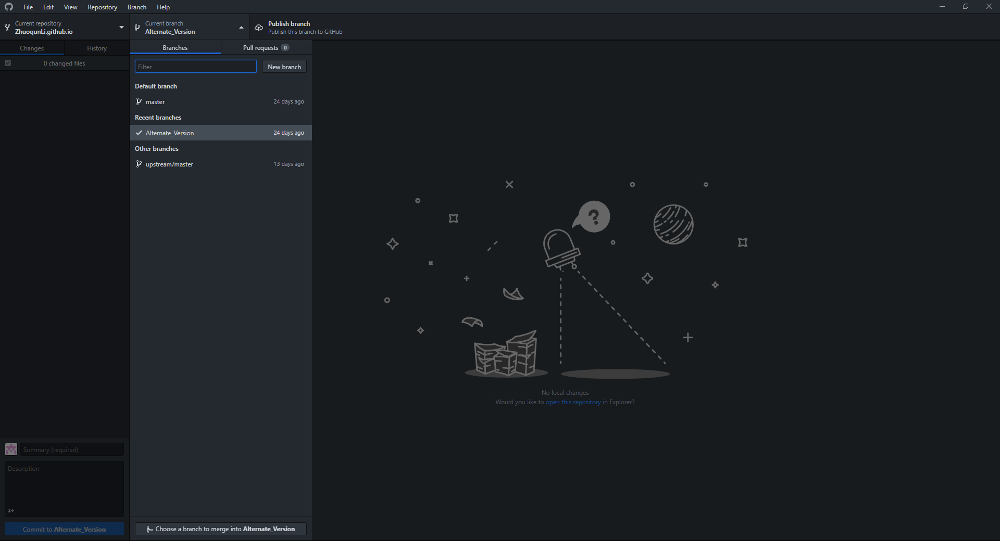 File Edit View Repository Branch Help
Current repository
ZhuoqunLi.github.io
Current branch
Alternate_Version
Publish branch
Publish this branch to GitHub
Changes History
0 changed files
Branches Pull requests 0
Filter New branch
Default branch
master 24 days ago
Recent branches
Alternate_Version 24 days ago
Other branches
upstream/master 13 days ago
?
No local changes
Would you like to open this repository in Explorer?
Summary (required)
Description
Commit to Alternate_Version
Choose a branch to merge into Alternate_Version